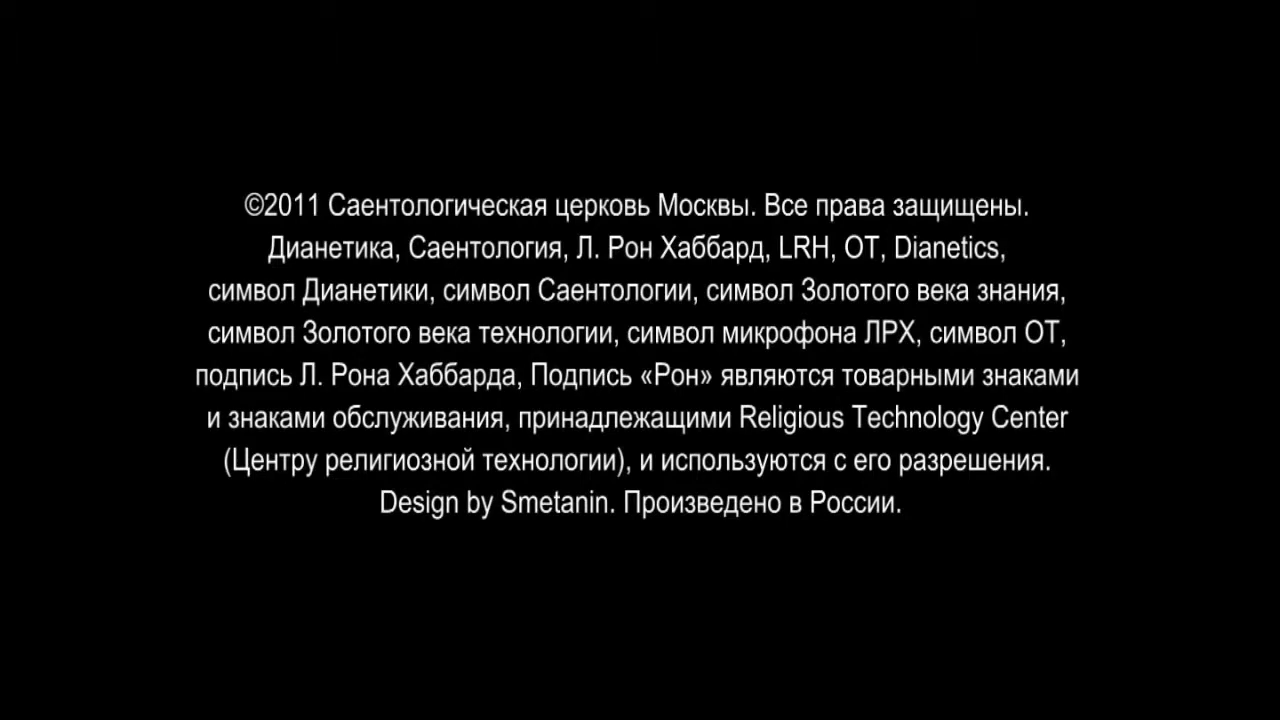 ©2011 Саентологическая церковь Москвы. Все права защищены.
Дианетика, Саентология, Л. Рон Хаббард, LRH, OT, Dianetics,
символ Дианетики, символ Саентологии, символ Золотого века знания,
символ Золотого века технологии, символ микрофона ЛРХ, символ ОТ,
подпись Л. Рона Хаббарда, Подпись «Рон» являются товарными знаками
и знаками обслуживания, принадлежащими Religious Technology Center
(Центру религиозной технологии), и используются с его разрешения.
Design by Smetanin. Произведено в России.